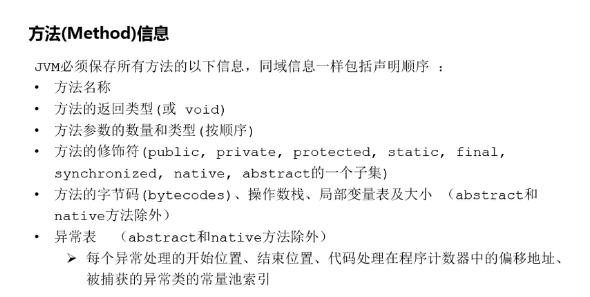 方法(Method)信息
JVM必须保存所有方法的以下信息，同域信息一样包括声明顺序 ：
• 方法名称
• 方法的返回类型(或 void)
• 方法参数的数量和类型(按顺序)
• 方法的修饰符(public, private, protected, static, final,
synchronized, native, abstract的一个子集)
• 方法的字节码(bytecodes)、操作数栈、局部变量表及大小 （abstract和
native方法除外）
• 异常表 （abstract和native方法除外）
➢ 每个异常处理的开始位置、结束位置、代码处理在程序计数器中的偏移地址、
被捕获的异常类的常量池索引